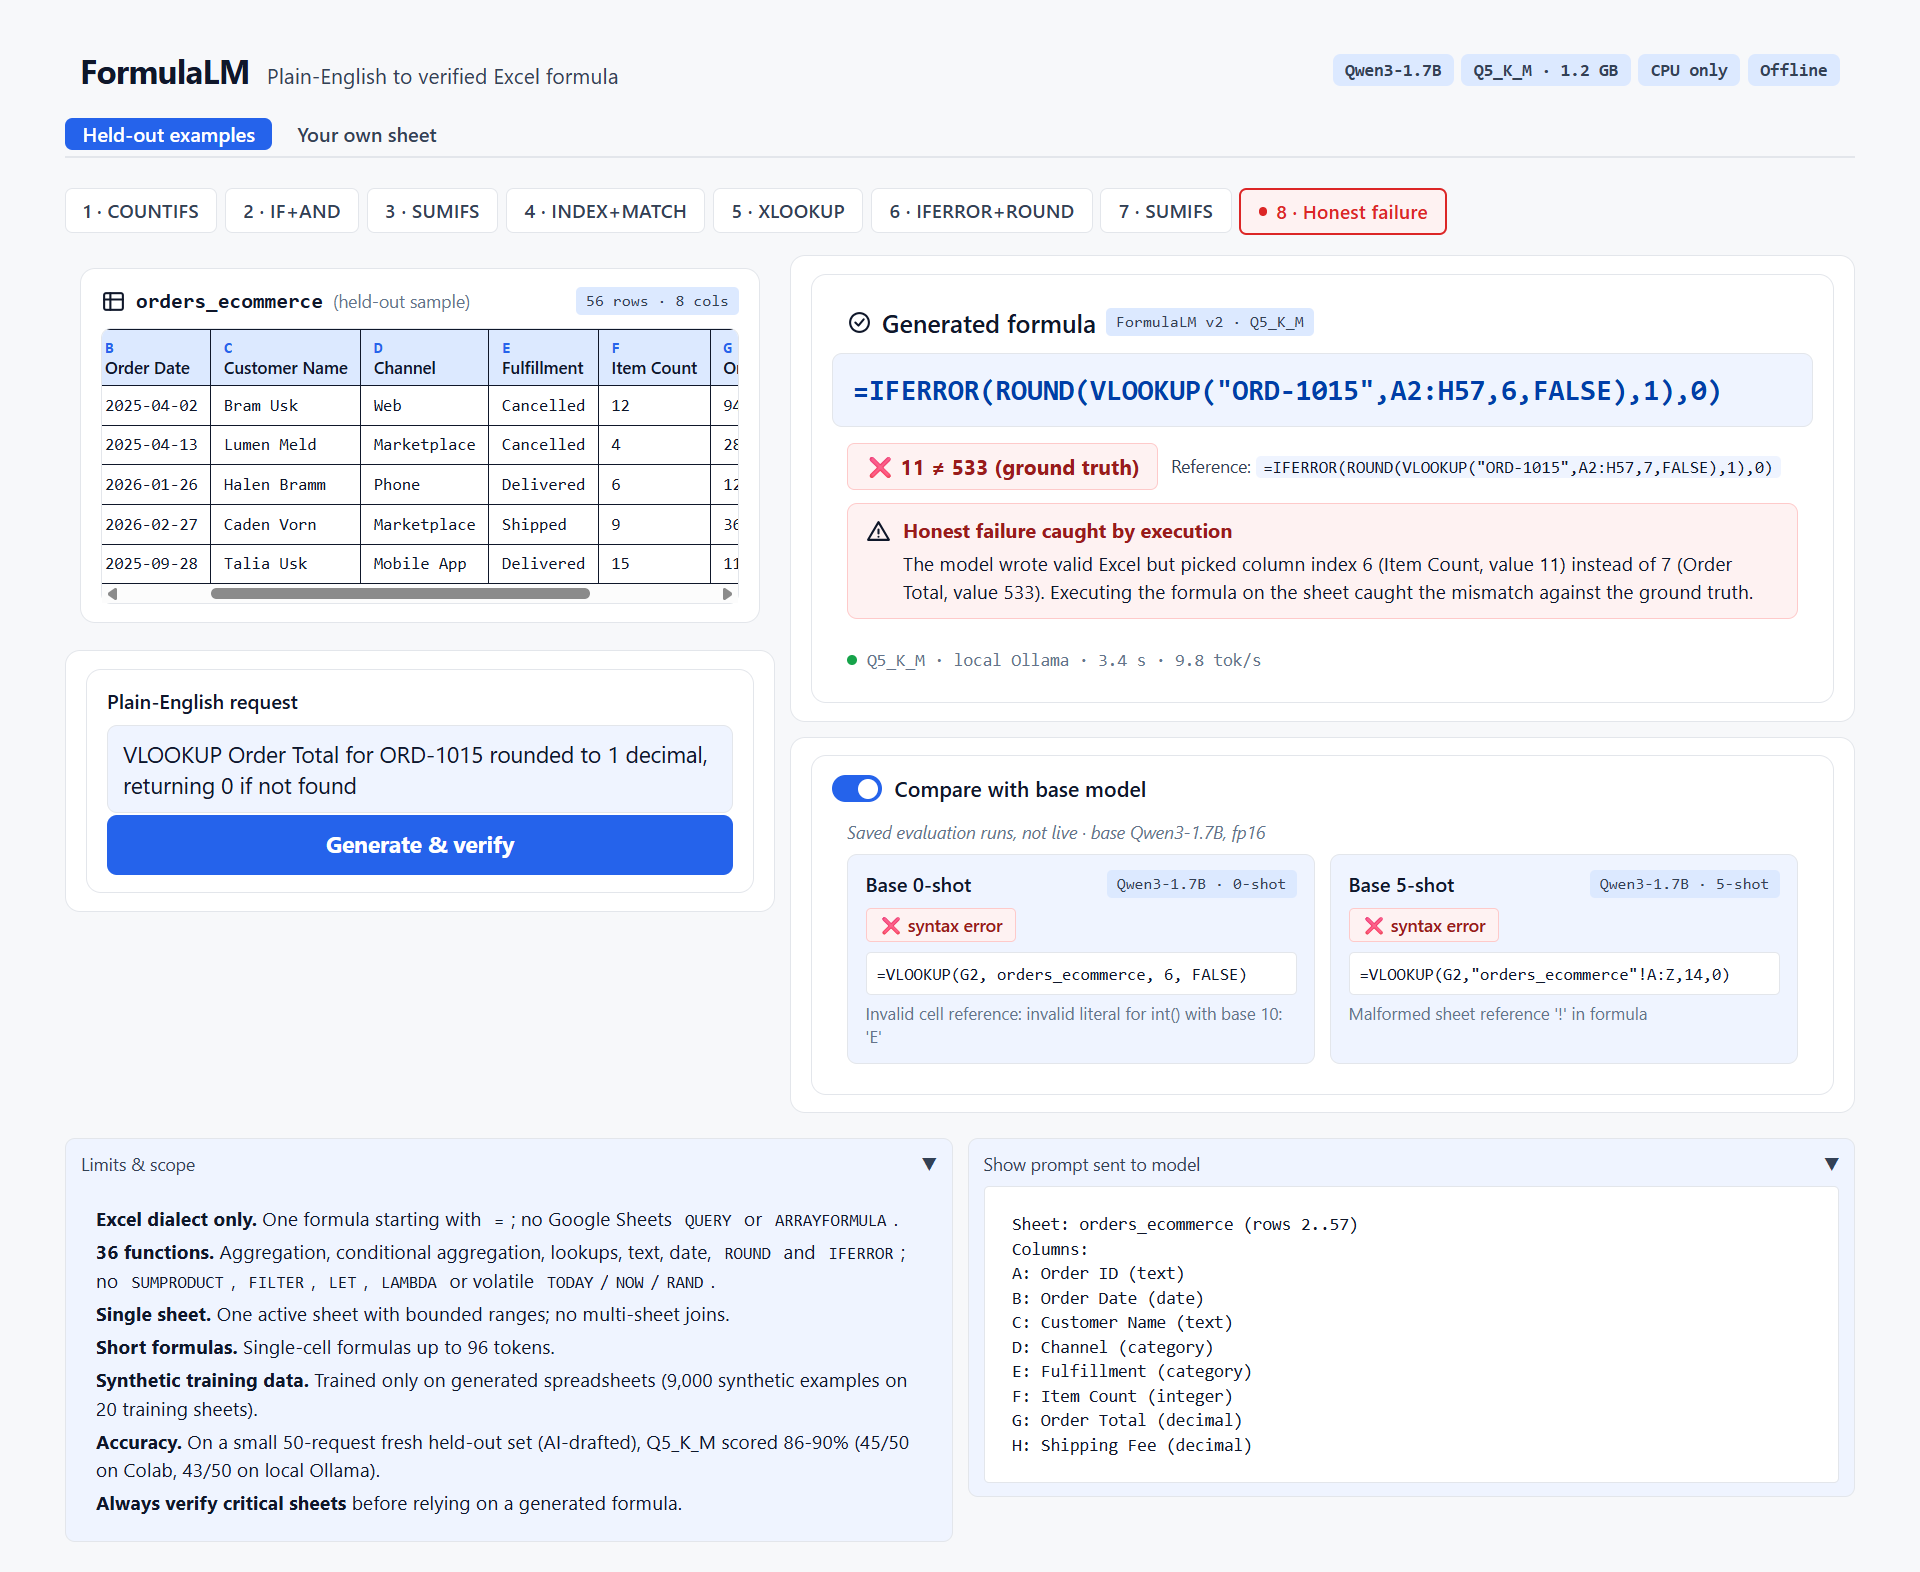 FormulaLM Plain-English to verified Excel formula
Qwen3-1.7B Q5_K_M · 1.2 GB CPU only Offline
Held-out examples Your own sheet
1 · COUNTIFS 2 · IF+AND 3 · SUMIFS 4 · INDEX+MATCH 5 · XLOOKUP 6 · IFERROR+ROUND 7 · SUMIFS 8 · Honest failure
orders_ecommerce (held-out sample) 56 rows · 8 cols
B C D E F G
Order Date Customer Name Channel Fulfillment Item Count
2025-04-02 Bram Usk Web Cancelled 12 94
2025-04-13 Lumen Meld Marketplace Cancelled 4 28
2026-01-26 Halen Bramm Phone Delivered 6 12
2026-02-27 Caden Vorn Marketplace Shipped 9 36
2025-09-28 Talia Usk Mobile App Delivered 15 11
Plain-English request
VLOOKUP Order Total for ORD-1015 rounded to 1 decimal,
returning 0 if not found
Generate & verify
Generated formula FormulaLM v2 · Q5_K_M
=IFERROR(ROUND(VLOOKUP("ORD-1015",A2:H57,6,FALSE),1),0)
❌ 11 ≠ 533 (ground truth) Reference: =IFERROR(ROUND(VLOOKUP("ORD-1015",A2:H57,7,FALSE),1),0)
Honest failure caught by execution
The model wrote valid Excel but picked column index 6 (Item Count, value 11) instead of 7 (Order
Total, value 533). Executing the formula on the sheet caught the mismatch against the ground truth.
Q5_K_M · local Ollama · 3.4 s · 9.8 tok/s
Compare with base model
Saved evaluation runs, not live · base Qwen3-1.7B, fp16
Base 0-shot Qwen3-1.7B · 0-shot
❌ syntax error
=VLOOKUP(G2, orders_ecommerce, 6, FALSE)
Invalid cell reference: invalid literal for int() with base 10:
'E'
Base 5-shot Qwen3-1.7B · 5-shot
❌ syntax error
=VLOOKUP(G2,"orders_ecommerce"!A:Z,14,0)
Malformed sheet reference '!' in formula
Limits & scope ▼
Excel dialect only. One formula starting with = ; no Google Sheets QUERY or ARRAYFORMULA .
36 functions. Aggregation, conditional aggregation, lookups, text, date, ROUND and IFERROR ;
no SUMPRODUCT , FILTER , LET , LAMBDA or volatile TODAY / NOW / RAND .
Single sheet. One active sheet with bounded ranges; no multi-sheet joins.
Short formulas. Single-cell formulas up to 96 tokens.
Synthetic training data. Trained only on generated spreadsheets (9,000 synthetic examples on
20 training sheets).
Accuracy. On a small 50-request fresh held-out set (AI-drafted), Q5_K_M scored 86-90% (45/50
on Colab, 43/50 on local Ollama).
Always verify critical sheets before relying on a generated formula.
Show prompt sent to model ▼
Sheet: orders_ecommerce (rows 2..57)
Columns:
A: Order ID (text)
B: Order Date (date)
C: Customer Name (text)
D: Channel (category)
E: Fulfillment (category)
F: Item Count (integer)
G: Order Total (decimal)
H: Shipping Fee (decimal)